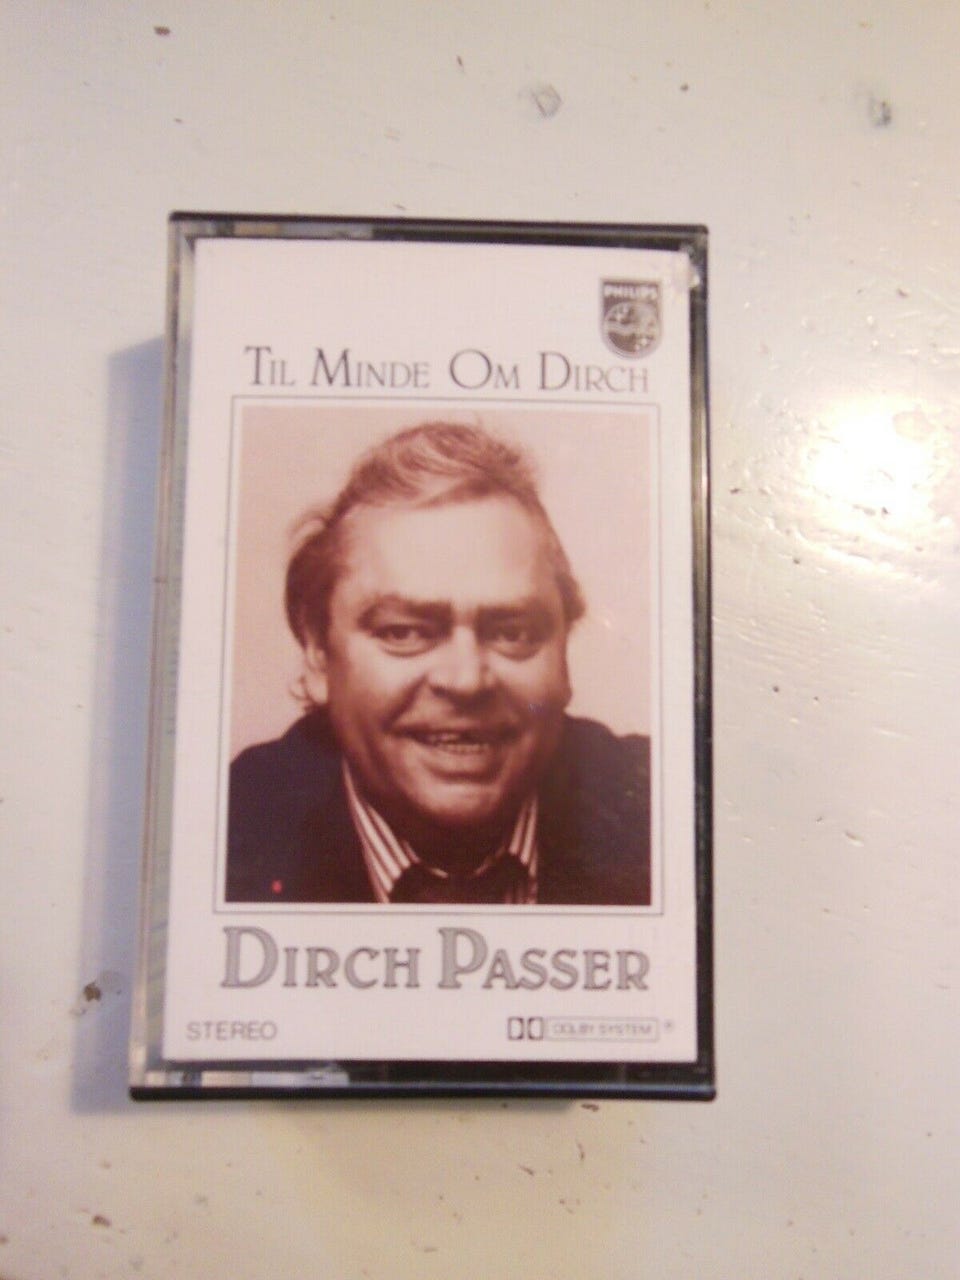 PHILIPS
TIL MINDE OM DIRCH
DIRCH PASSER
STEREO
DOLBY SYSTEM ®